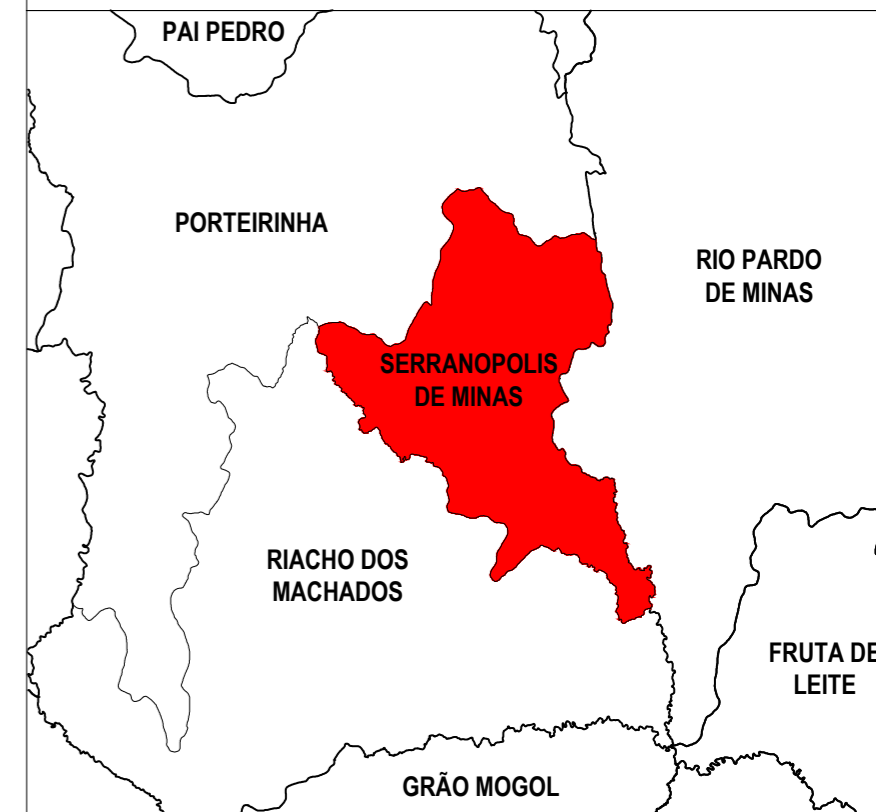 PAI PEDRO
PORTEIRINHA
RIO PARDO
DE MINAS
SERRANOPOLIS
DE MINAS
RIACHO DOS
MACHADOS
FRUTA DE
LEITE
GRÃO MOGOL